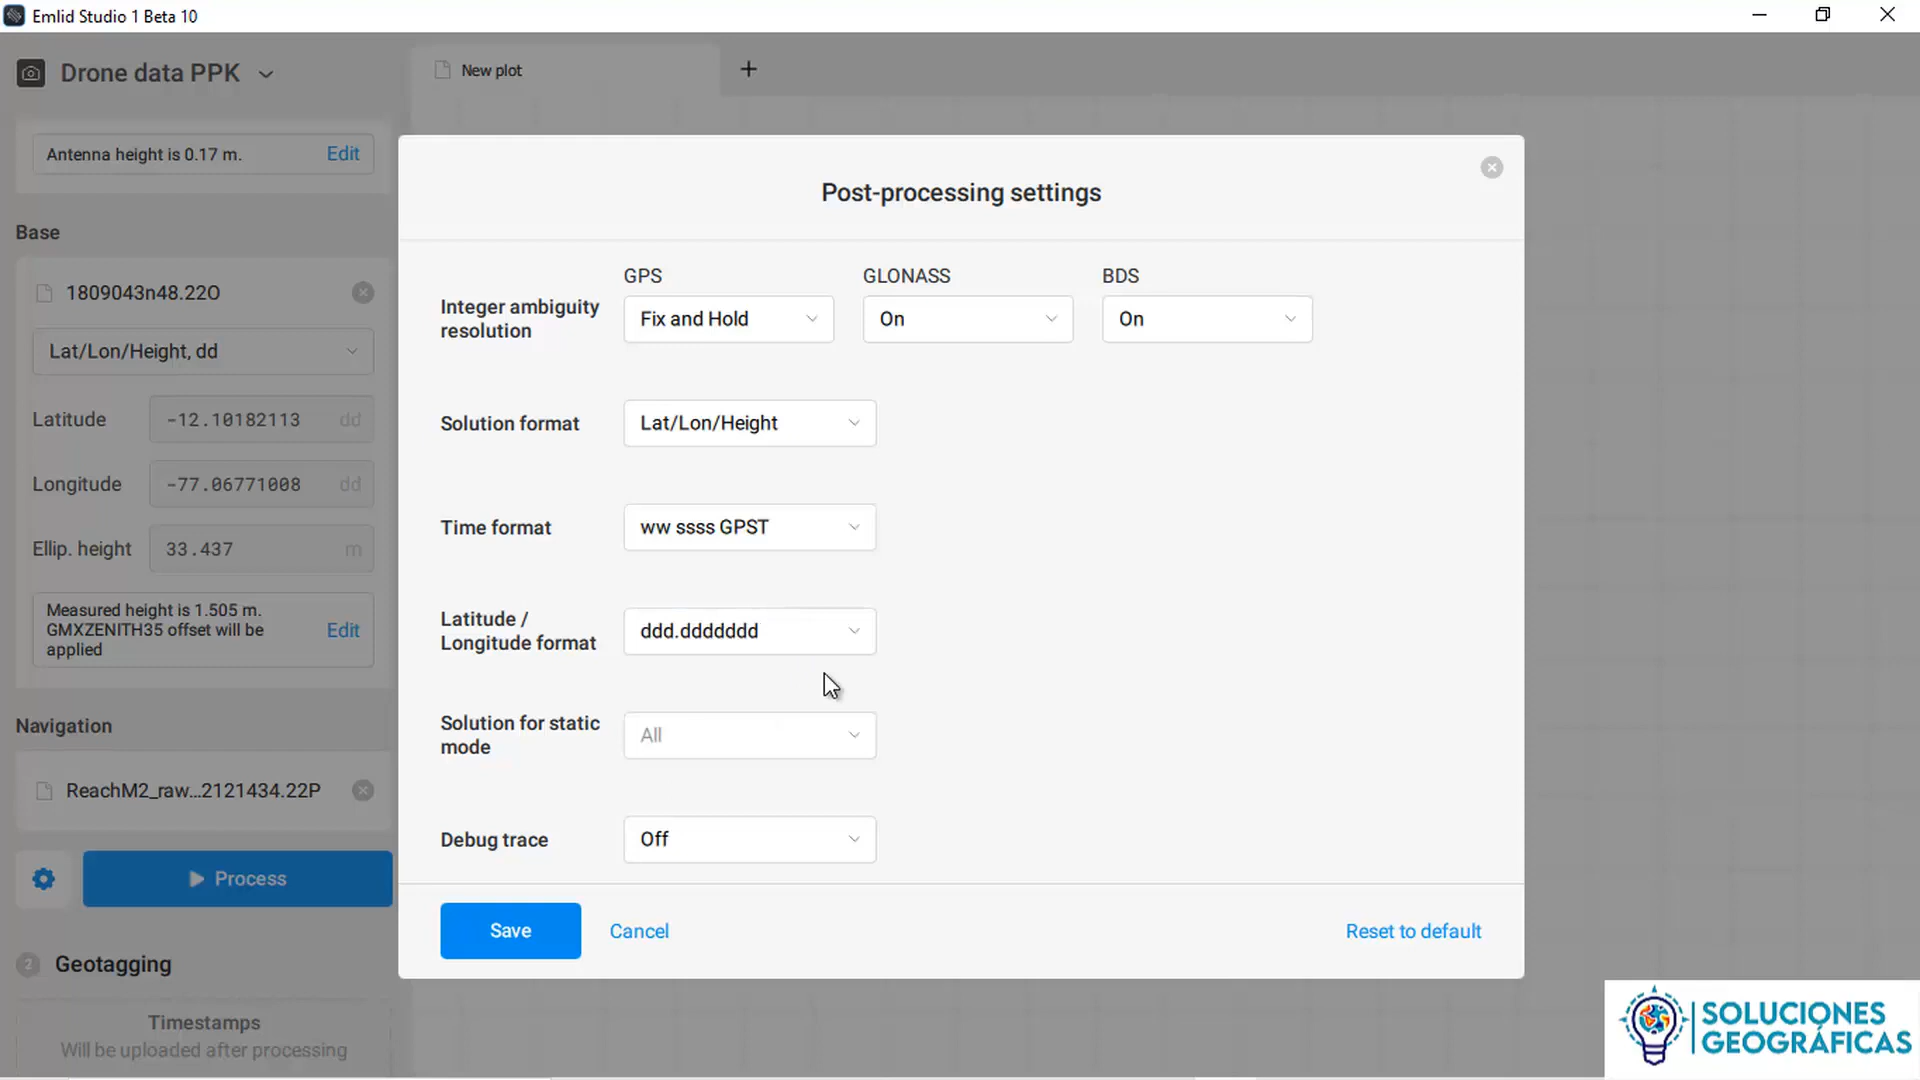 Emlid Studio 1 Beta 10
Drone data PPK
New plot
Antenna height is 0.17 m.
Edit
Base
1809043n48.22O
Lat/Lon/Height, dd
Latitude
-12.10182113 dd
Longitude
-77.06771008 dd
Ellip. height
33.437 m
Measured height is 1.505 m.
GMXZENITH35 offset will be
applied
Edit
Navigation
ReachM2_raw...2121434.22P
Process
2 Geotagging
Timestamps
Will be uploaded after processing
Post-processing settings
GPS
GLONASS
BDS
Integer ambiguity
resolution
Fix and Hold
On
On
Solution format
Lat/Lon/Height
Time format
ww ssss GPST
Latitude /
Longitude format
ddd.ddddddd
Solution for static
mode
All
Debug trace
Off
Save
Cancel
Reset to default
SOLUCIONES
GEOGRÁFICAS